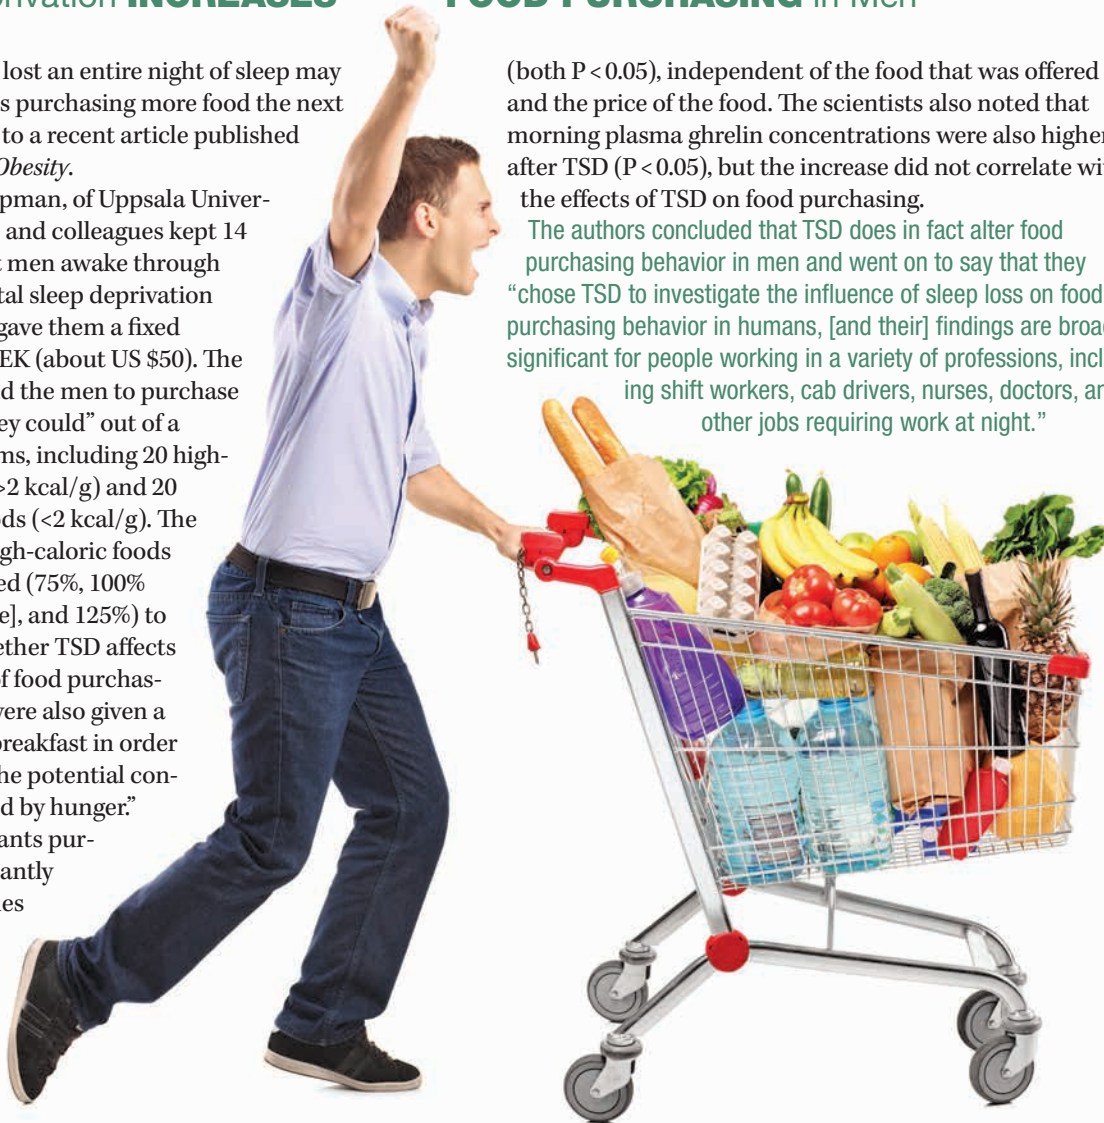 rivation INCREASES FOOD PURCHASING in Men
lost an entire night of sleep may
s purchasing more food the next
to a recent article published
Obesity.
pman, of Uppsala Univer-
and colleagues kept 14
t men awake through
tal sleep deprivation
gave them a fixed
EK (about US $50). The
d the men to purchase
ey could” out of a
ms, including 20 high-
>2 kcal/g) and 20
ds (<2 kcal/g). The
gh-caloric foods
ed (75%, 100%
e], and 125%) to
ether TSD affects
of food purchas-
were also given a
breakfast in order
he potential con-
d by hunger.”
ants pur-
antly
es
(both P < 0.05), independent of the food that was offered
and the price of the food. The scientists also noted that
morning plasma ghrelin concentrations were also higher
after TSD (P < 0.05), but the increase did not correlate wi
the effects of TSD on food purchasing.
The authors concluded that TSD does in fact alter food
purchasing behavior in men and went on to say that they
“chose TSD to investigate the influence of sleep loss on food
purchasing behavior in humans, [and their] findings are broad
significant for people working in a variety of professions, incl
ing shift workers, cab drivers, nurses, doctors, an
other jobs requiring work at night.”